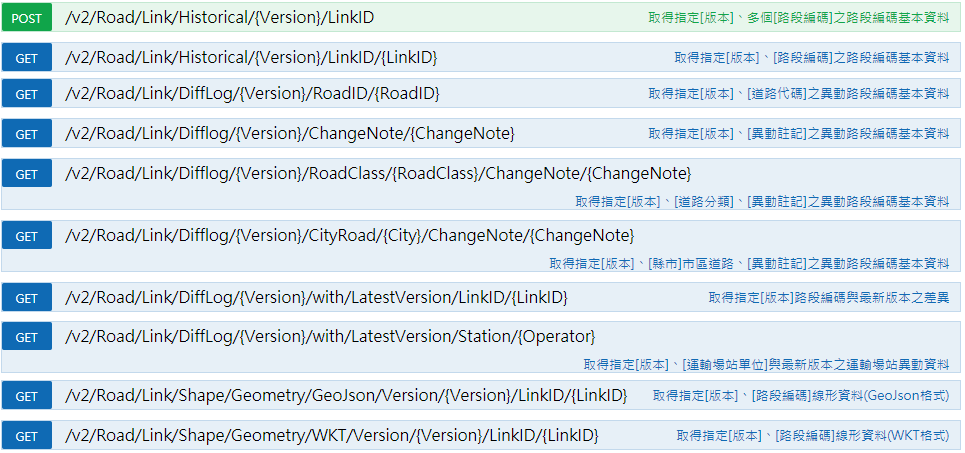 POST /v2/Road/Link/Historical/{Version}/LinkID 取得指定[版本]、多個[路段編碼]之路段編碼基本資料
GET /v2/Road/Link/Historical/{Version}/LinkID/{LinkID} 取得指定[版本]、[路段編碼]之路段編碼基本資料
GET /v2/Road/Link/DiffLog/{Version}/RoadID/{RoadID} 取得指定[版本]、[道路代碼]之異動路段編碼基本資料
GET /v2/Road/Link/Difflog/{Version}/ChangeNote/{ChangeNote} 取得指定[版本]、[異動註記]之異動路段編碼基本資料
GET /v2/Road/Link/Difflog/{Version}/RoadClass/{RoadClass}/ChangeNote/{ChangeNote}
取得指定[版本]、[道路分類]、[異動註記]之異動路段編碼基本資料
GET /v2/Road/Link/Difflog/{Version}/CityRoad/{City}/ChangeNote/{ChangeNote}
取得指定[版本]、[縣市]市區道路、[異動註記]之異動路段編碼基本資料
GET /v2/Road/Link/DiffLog/{Version}/with/LatestVersion/LinkID/{LinkID} 取得指定[版本]路段編碼與最新版本之差異
GET /v2/Road/Link/DiffLog/{Version}/with/LatestVersion/Station/{Operator}
取得指定[版本]、[運輸場站單位]與最新版本之運輸場站異動資料
GET /v2/Road/Link/Shape/Geometry/GeoJson/Version/{Version}/LinkID/{LinkID} 取得指定[版本]、[路段編碼]線形資料(GeoJson格式)
GET /v2/Road/Link/Shape/Geometry/WKT/Version/{Version}/LinkID/{LinkID} 取得指定[版本]、[路段編碼]線形資料(WKT格式)